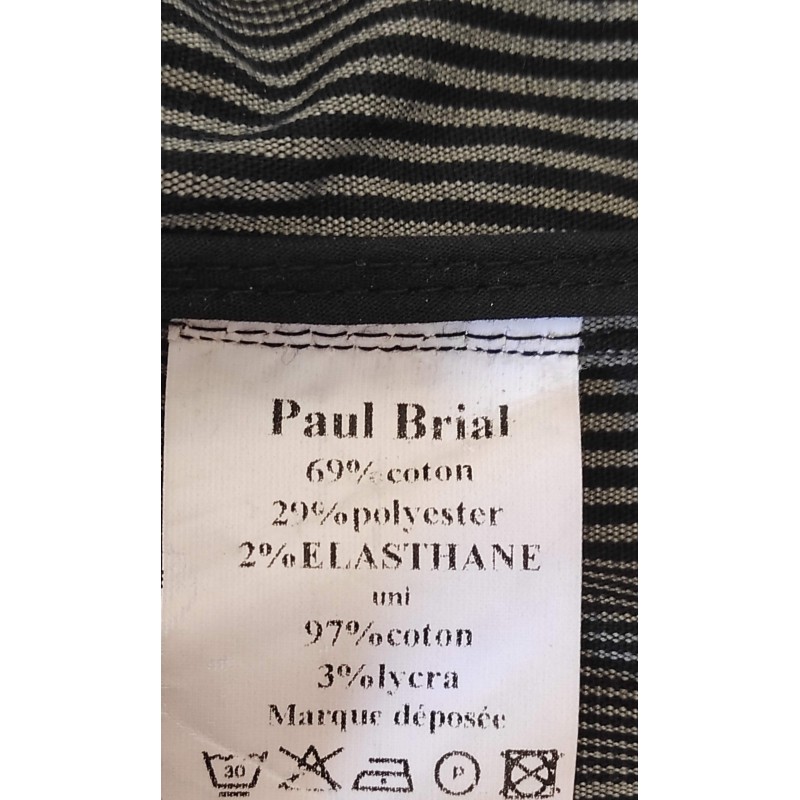 Paul Brial
69% coton
29%polyester
2%ELASTHANE
uni
97%coton
3%lycra
Marque déposée
30 P